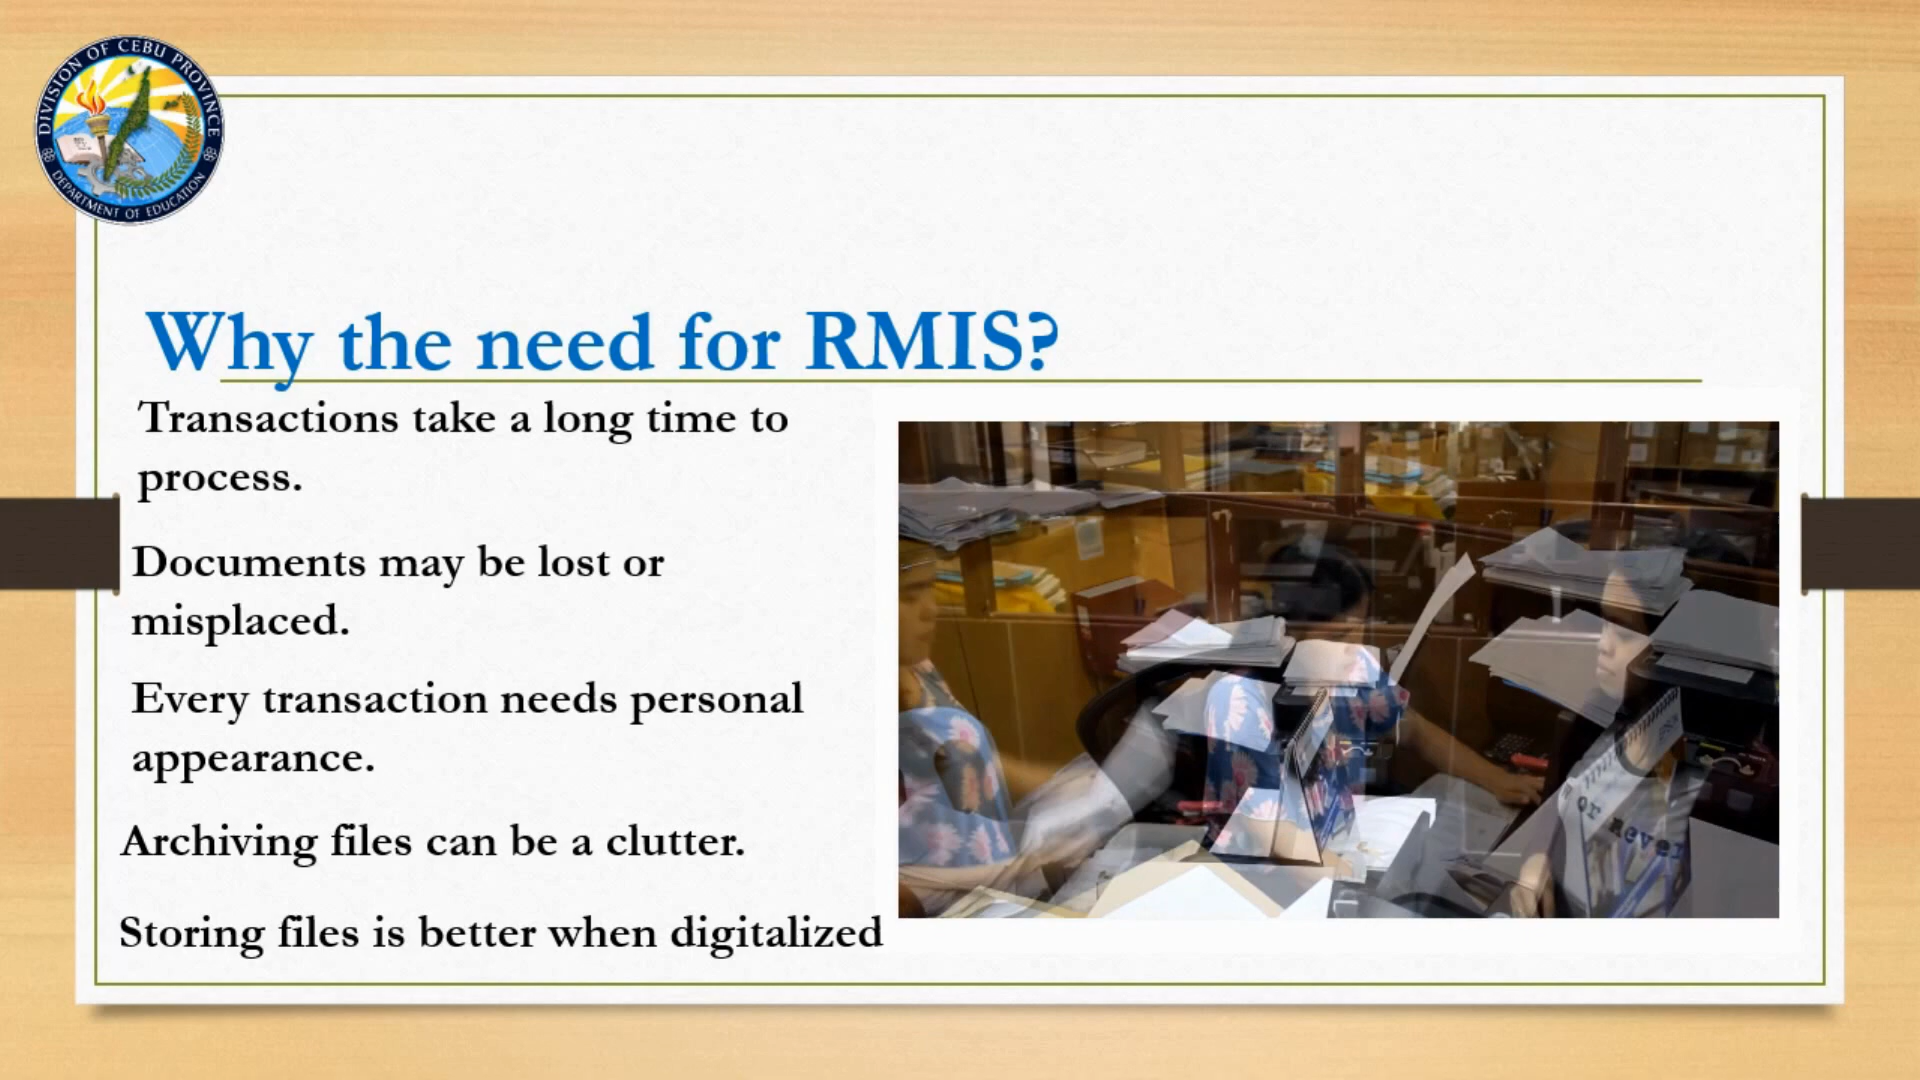 DIVISION OF CEBU PROVINCE
DEPARTMENT OF EDUCATION
Why the need for RMIS?
Transactions take a long time to
process.
Documents may be lost or
misplaced.
Every transaction needs personal
appearance.
Archiving files can be a clutter.
Storing files is better when digitalized